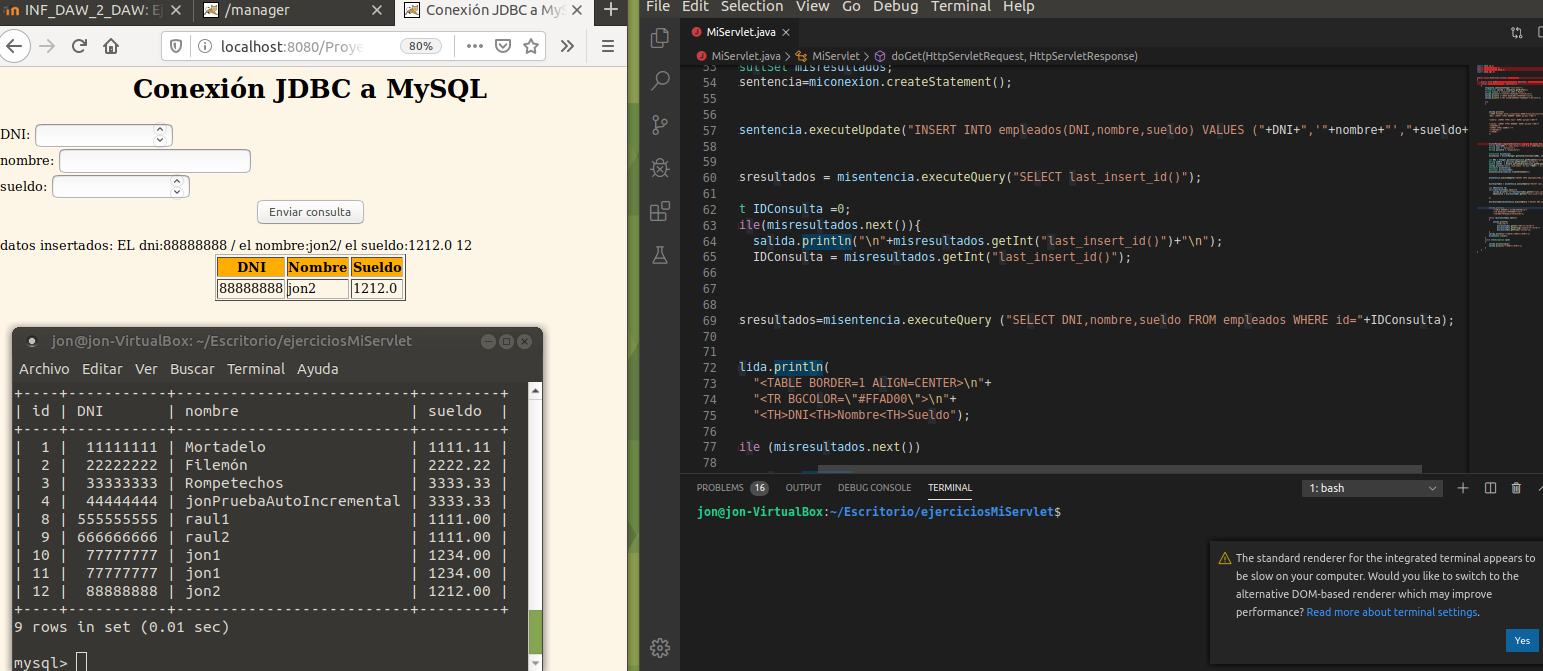 INF_DAW_2_DAW: E
/manager
Conexión JDBC a My
localhost:8080/Proye
80%
Conexión JDBC a MySQL
DNI:
nombre:
sueldo:
Enviar consulta
datos insertados: EL dni:88888888 / el nombre:jon2/ el sueldo:1212.0 12
DNI Nombre Sueldo
88888888 jon2 1212.0
jon@jon-VirtualBox: ~/Escritorio/ejerciciosMiServlet
Archivo Editar Ver Buscar Terminal Ayuda
+----+-----------+-------------------------+---------+
| id | DNI | nombre | sueldo |
+----+-----------+-------------------------+---------+
| 1 | 11111111 | Mortadelo | 1111.11 |
| 2 | 22222222 | Filemón | 2222.22 |
| 3 | 33333333 | Rompetechos | 3333.33 |
| 4 | 44444444 | jonPruebaAutoIncremental | 3333.33 |
| 8 | 555555555 | raul1 | 1111.00 |
| 9 | 666666666 | raul2 | 1111.00 |
| 10 | 77777777 | jon1 | 1234.00 |
| 11 | 77777777 | jon1 | 1234.00 |
| 12 | 88888888 | jon2 | 1212.00 |
+----+-----------+-------------------------+---------+
9 rows in set (0.01 sec)
mysql>
File Edit Selection View Go Debug Terminal Help
MiServlet.java
MiServlet.java > MiServlet > doGet(HttpServletRequest, HttpServletResponse)
53 sultSet misresultados;
54 sentencia=miconexion.createStatement();
55
56
57 sentencia.executeUpdate("INSERT INTO empleados(DNI,nombre,sueldo) VALUES ("+DNI+",'"+nombre+"',"+sueldo+
58
59
60 sresultados = misentencia.executeQuery("SELECT last_insert_id()");
61
62 t IDConsulta =0;
63 ile(misresultados.next()){
64 salida.println("\n"+misresultados.getInt("last_insert_id()")+"\n");
65 IDConsulta = misresultados.getInt("last_insert_id()");
66
67
68
69 sresultados=misentencia.executeQuery ("SELECT DNI,nombre,sueldo FROM empleados WHERE id="+IDConsulta);
70
71
72 lida.println(
73 "<TABLE BORDER=1 ALIGN=CENTER>\n"+
74 "<TR BGCOLOR=\"#FFAD00\">\n"+
75 "<TH>DNI<TH>Nombre<TH>Sueldo");
76
77 ile (misresultados.next())
78
PROBLEMS 16 OUTPUT DEBUG CONSOLE TERMINAL 1: bash
jon@jon-VirtualBox:~/Escritorio/ejerciciosMiServlet$
The standard renderer for the integrated terminal appears to
be slow on your computer. Would you like to switch to the
alternative DOM-based renderer which may improve
performance? Read more about terminal settings.
Yes